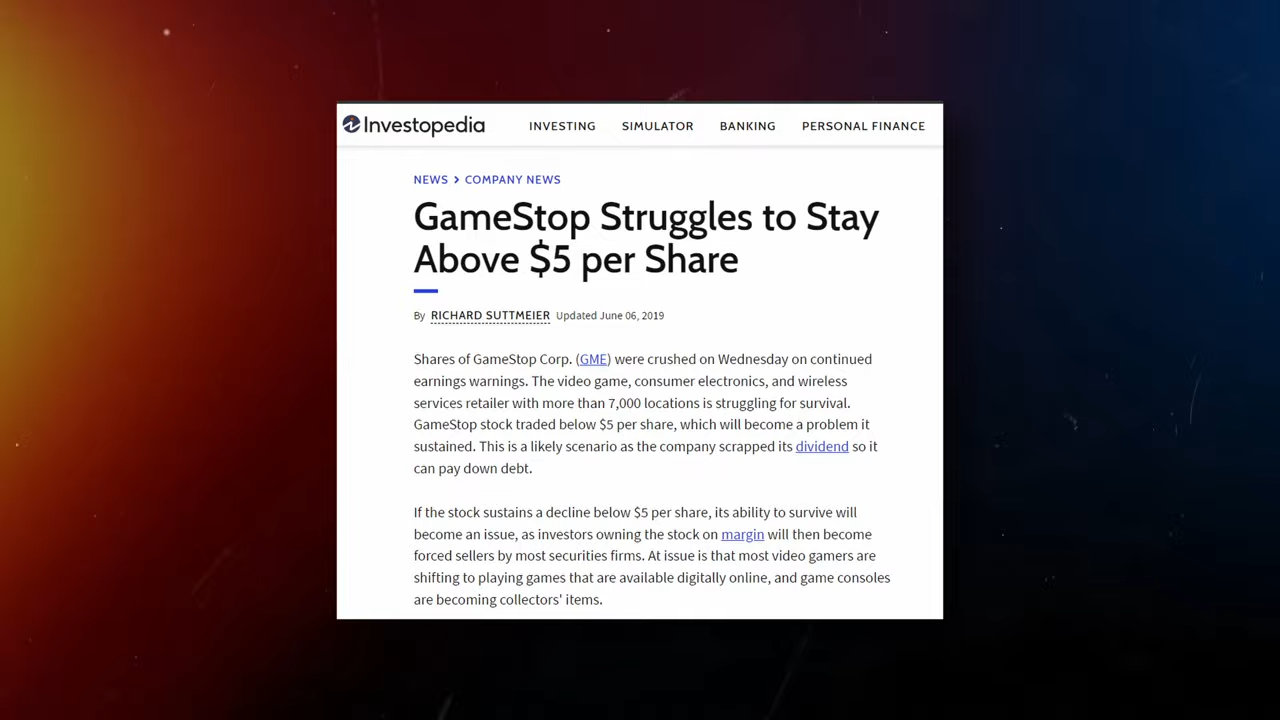 Investopedia
INVESTING SIMULATOR BANKING PERSONAL FINANCE
NEWS > COMPANY NEWS
GameStop Struggles to Stay
Above $5 per Share
By RICHARD SUTTMEIER Updated June 06, 2019
Shares of GameStop Corp. (GME) were crushed on Wednesday on continued
earnings warnings. The video game, consumer electronics, and wireless
services retailer with more than 7,000 locations is struggling for survival.
GameStop stock traded below $5 per share, which will become a problem it
sustained. This is a likely scenario as the company scrapped its dividend so it
can pay down debt.
If the stock sustains a decline below $5 per share, its ability to survive will
become an issue, as investors owning the stock on margin will then become
forced sellers by most securities firms. At issue is that most video gamers are
shifting to playing games that are available digitally online, and game consoles
are becoming collectors' items.